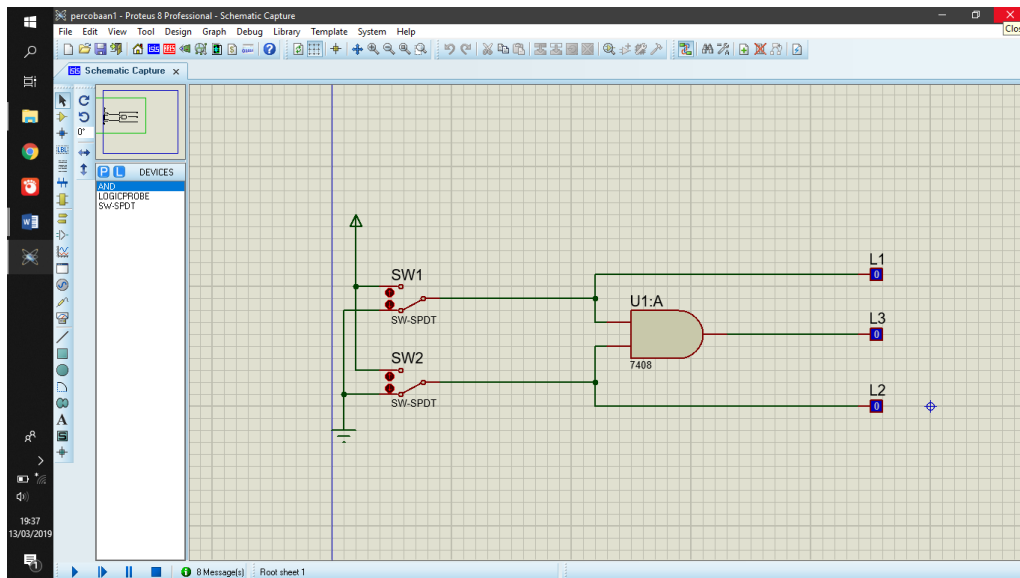 percobaan1 - Proteus 8 Professional - Schematic Capture
Clos
File Edit View Tool Design Graph Debug Library Template System Help
Schematic Capture
0°
P L DEVICES
AND
LOGICPROBE
SW-SPDT
SW1
SW-SPDT
SW2
SW-SPDT
U1:A
7408
L1
0
L3
0
L2
0
19:37
13/03/2019
8 Message(s) Root sheet 1